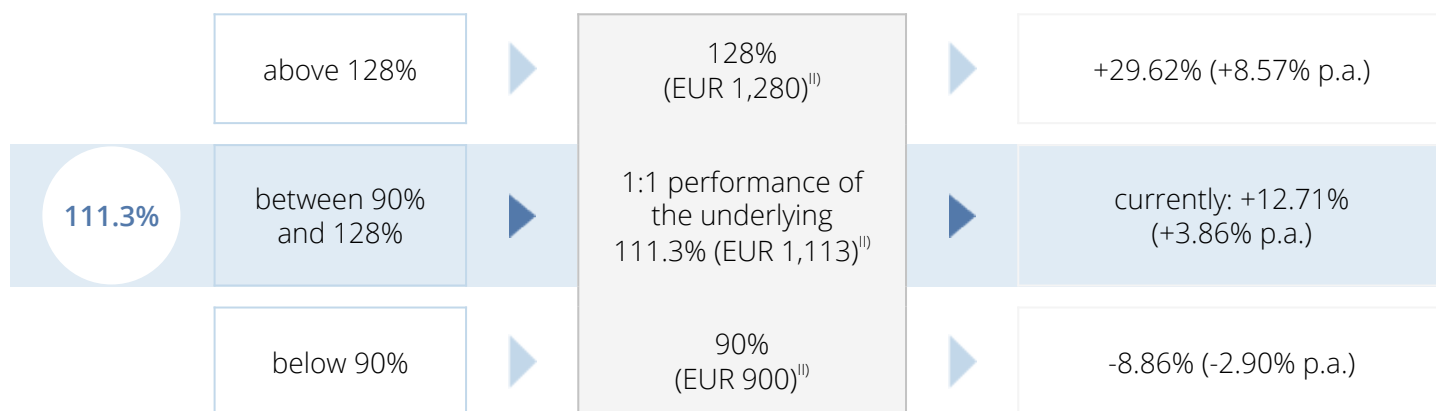 above 128%
128%
(EUR 1,280)II)
+29.62% (+8.57% p.a.)
111.3%
between 90%
and 128%
1:1 performance of
the underlying
111.3% (EUR 1,113)II)
currently: +12.71%
(+3.86% p.a.)
below 90%
90%
(EUR 900)II)
-8.86% (-2.90% p.a.)